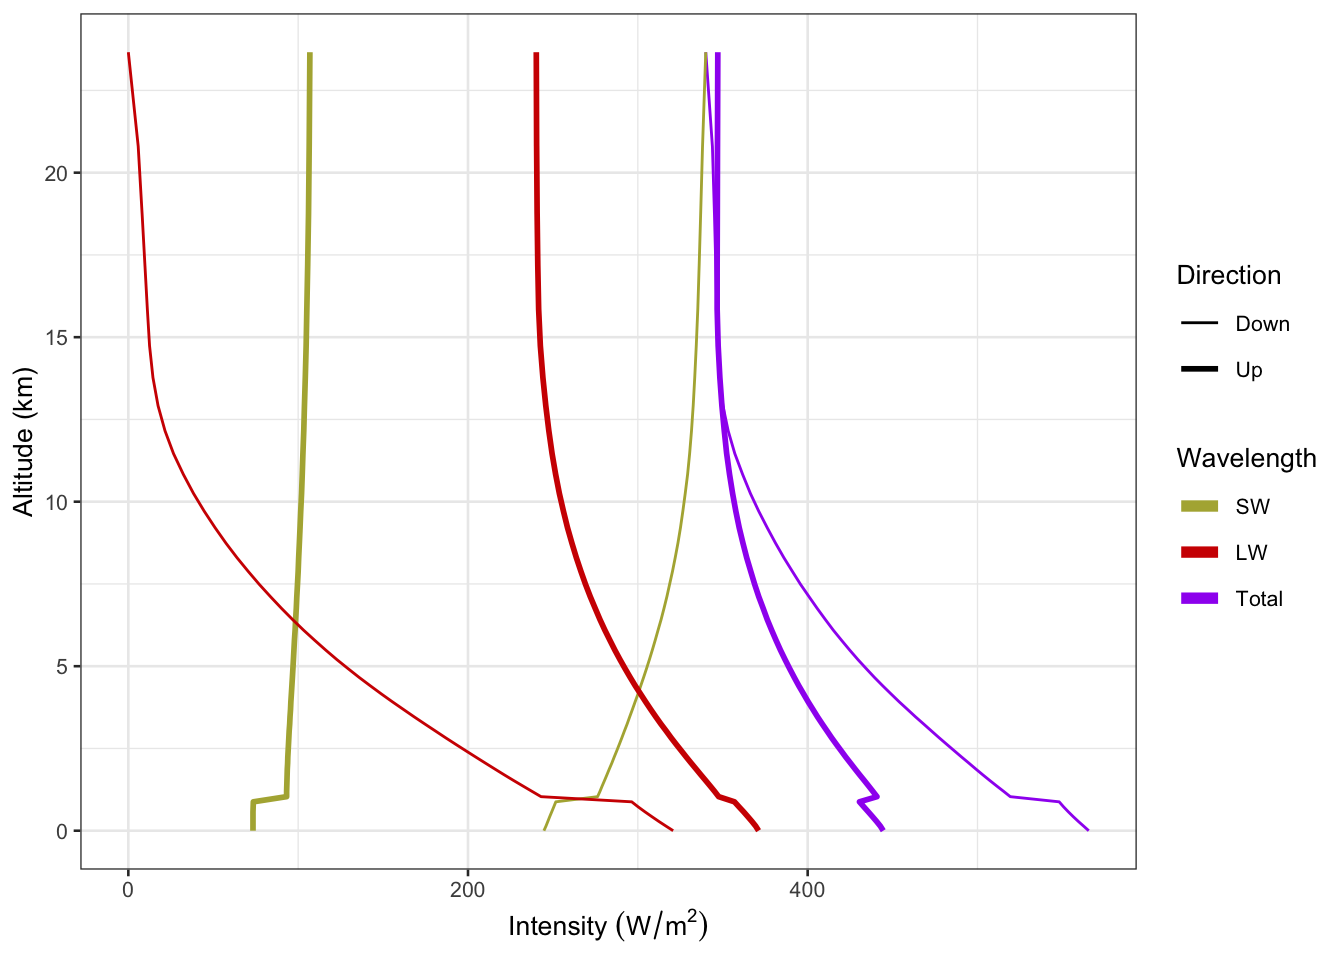 20
15
10
5
0
Altitude (km)
0 200 400
Intensity (W/m²)
Direction
Down
Up
Wavelength
SW
LW
Total